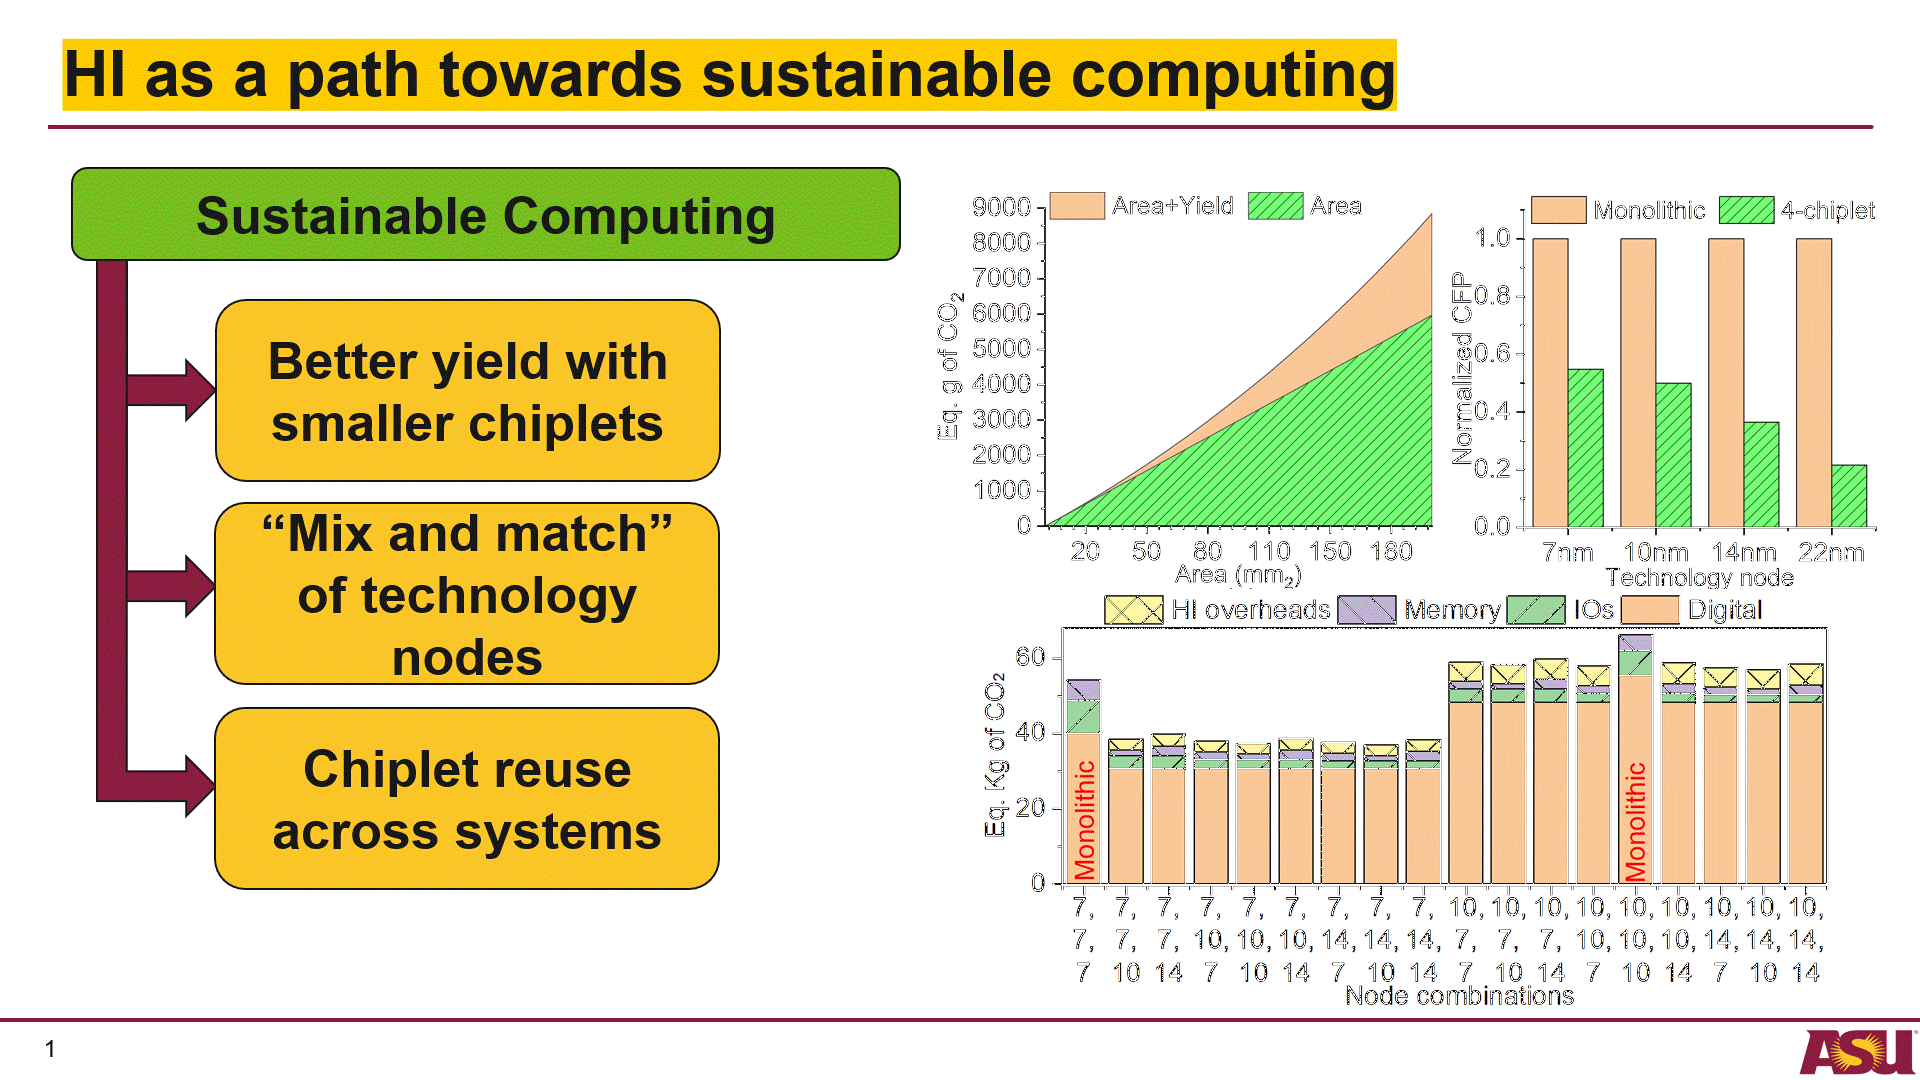 HI as a path towards sustainable computing
Sustainable Computing
Better yield with
smaller chiplets
“Mix and match”
of technology
nodes
Chiplet reuse
across systems
Area+Yield Area
Eq. g of CO2
9000
8000
7000
6000
5000
4000
3000
2000
1000
0
20 50 80 110 150 180
Area (mm2)
Monolithic 4-chiplet
Normalized CFP
1.0
0.8
0.6
0.4
0.2
0.0
7nm 10nm 14nm 22nm
Technology node
HI overheads Memory IOs Digital
Eq. Kg of CO2
60
40
20
0
Monolithic
Monolithic
7, 7, 7, 7, 7, 7, 7, 7, 7, 10, 10, 10, 10, 10, 10, 10, 10, 10,
7, 7, 7, 10, 10, 10, 14, 14, 14, 7, 7, 7, 10, 10, 10, 14, 14, 14,
7 10 14 7 10 14 7 10 14 7 10 14 7 10 14 7 10 14
Node combinations
1
ASU